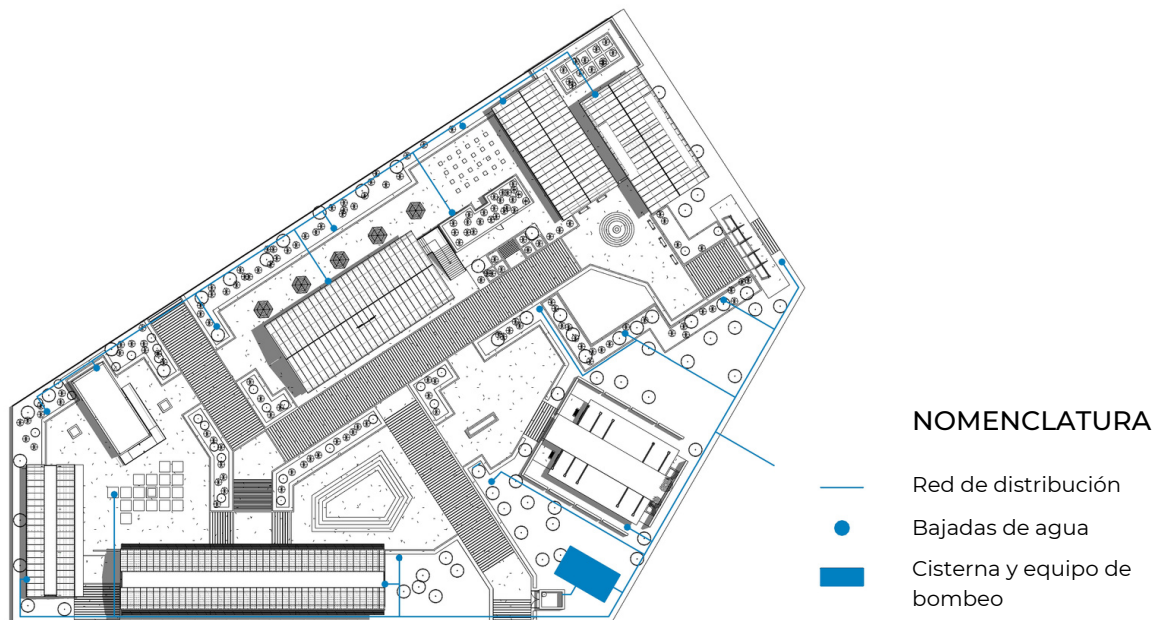 NOMENCLATURA
Red de distribución
Bajadas de agua
Cisterna y equipo de
bombeo